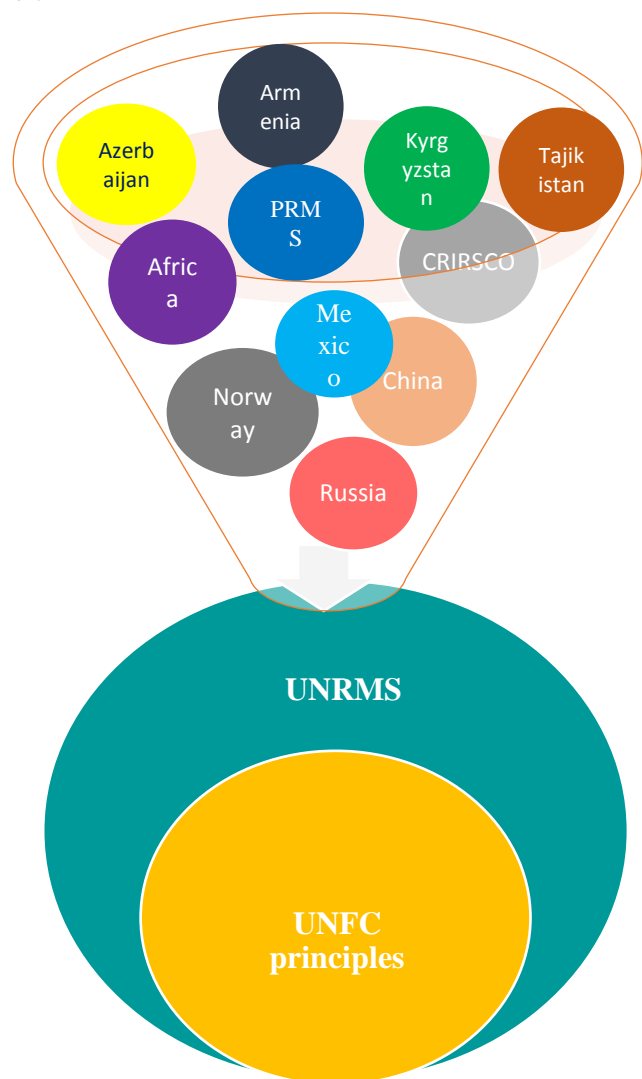 Arm
enia
Azerb
aijan
Kyrg
yzsta
n
Tajik
istan
PRM
S
Afric
a
CRIRSCO
Me
xic
o
China
Norw
ay
Russia
UNRMS
UNFC
principles